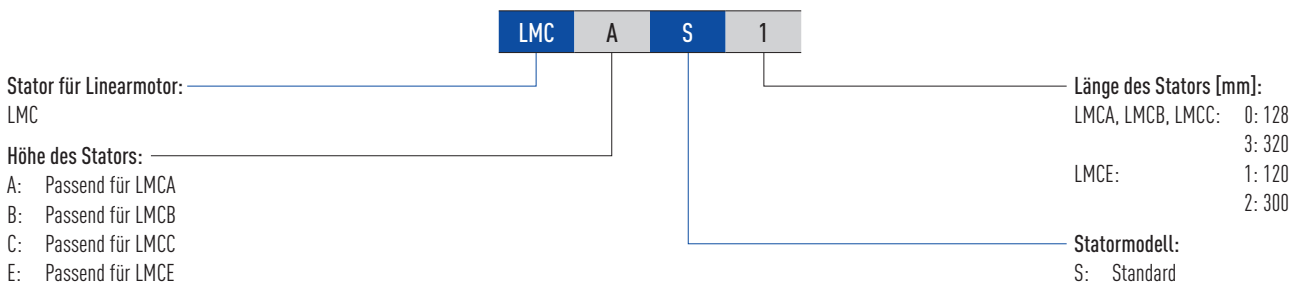 LMC A S 1
Stator für Linearmotor:
LMC
Höhe des Stators:
A: Passend für LMCA
B: Passend für LMCB
C: Passend für LMCC
E: Passend für LMCE
Länge des Stators [mm]:
LMCA, LMCB, LMCC: 0: 128
3: 320
LMCE: 1: 120
2: 300
Statormodell:
S: Standard